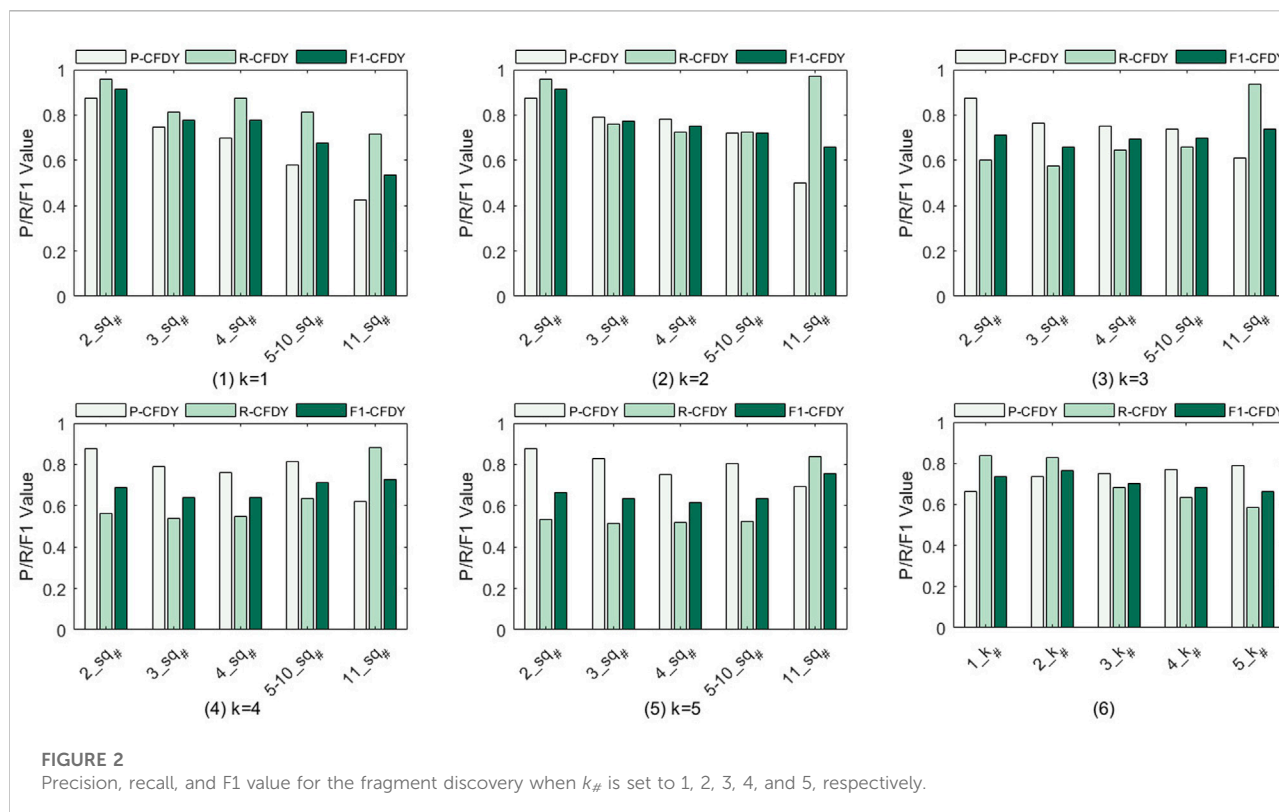 P-CFDY R-CFDY F1-CFDY
P/R/F1 Value
1
0.8
0.6
0.4
0.2
0
2_sq#
3_sq#
4_sq#
5-10_sq#
11_sq#
(1) k=1
P-CFDY R-CFDY F1-CFDY
P/R/F1 Value
1
0.8
0.6
0.4
0.2
0
2_sq#
3_sq#
4_sq#
5-10_sq#
11_sq#
(2) k=2
P-CFDY R-CFDY F1-CFDY
P/R/F1 Value
1
0.8
0.6
0.4
0.2
0
2_sq#
3_sq#
4_sq#
5-10_sq#
11_sq#
(3) k=3
P-CFDY R-CFDY F1-CFDY
P/R/F1 Value
1
0.8
0.6
0.4
0.2
0
2_sq#
3_sq#
4_sq#
5-10_sq#
11_sq#
(4) k=4
P-CFDY R-CFDY F1-CFDY
P/R/F1 Value
1
0.8
0.6
0.4
0.2
0
2_sq#
3_sq#
4_sq#
5-10_sq#
11_sq#
(5) k=5
P-CFDY R-CFDY F1-CFDY
P/R/F1 Value
1
0.8
0.6
0.4
0.2
0
1_k#
2_k#
3_k#
4_k#
5_k#
(6)
FIGURE 2
Precision, recall, and F1 value for the fragment discovery when k# is set to 1, 2, 3, 4, and 5, respectively.